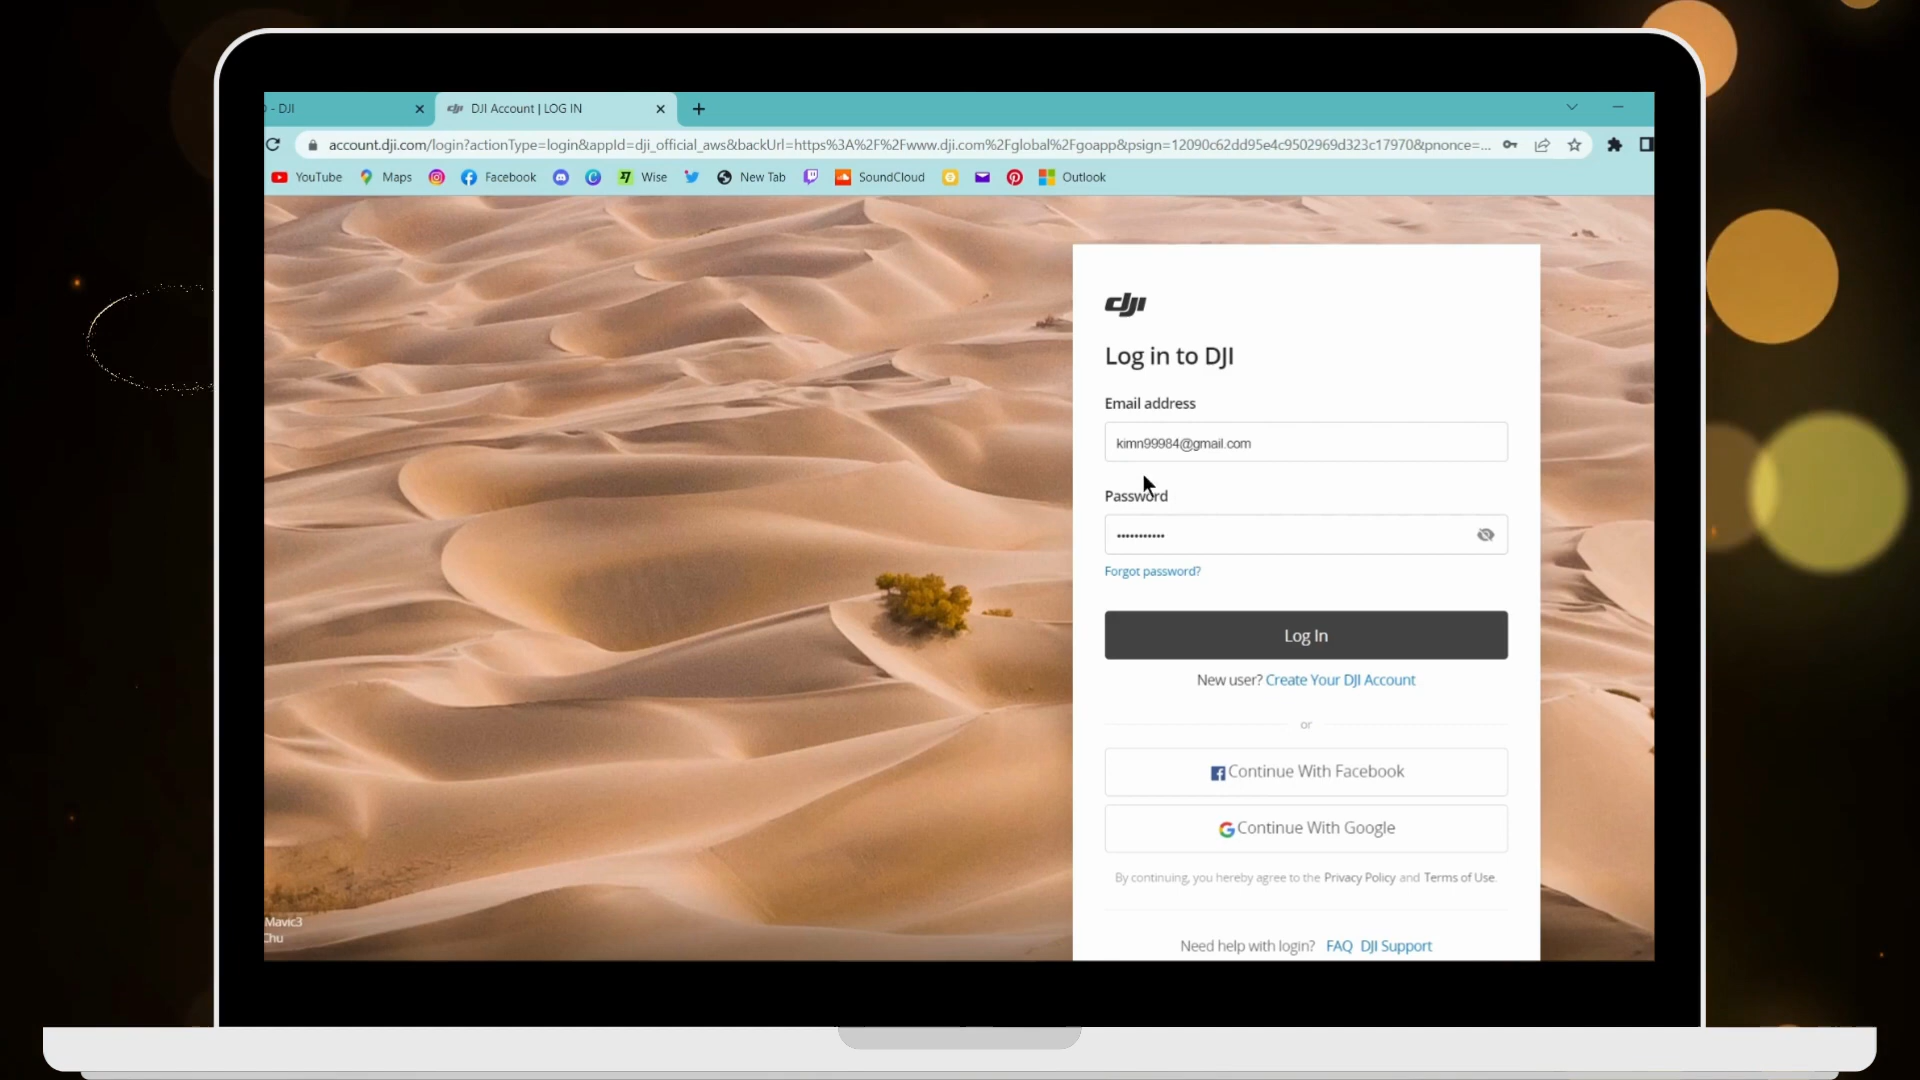 - DJI
DJI Account | LOG IN
account.dji.com/login?actionType=login&appId=dji_official_aws&backUrl=https%3A%2F%2Fwww.dji.com%2Fglobal%2Fgoapp&psign=12090c62dd95e4c9502969d323c17970&pnonce=...
YouTube Maps Facebook Wise New Tab SoundCloud Outlook
dji
Log in to DJI
Email address
kimn99984@gmail.com
Password
Forgot password?
Log In
New user? Create Your DJI Account
or
Continue With Facebook
Continue With Google
By continuing, you hereby agree to the Privacy Policy and Terms of Use.
Need help with login? FAQ DJI Support
Mavic3
Chu